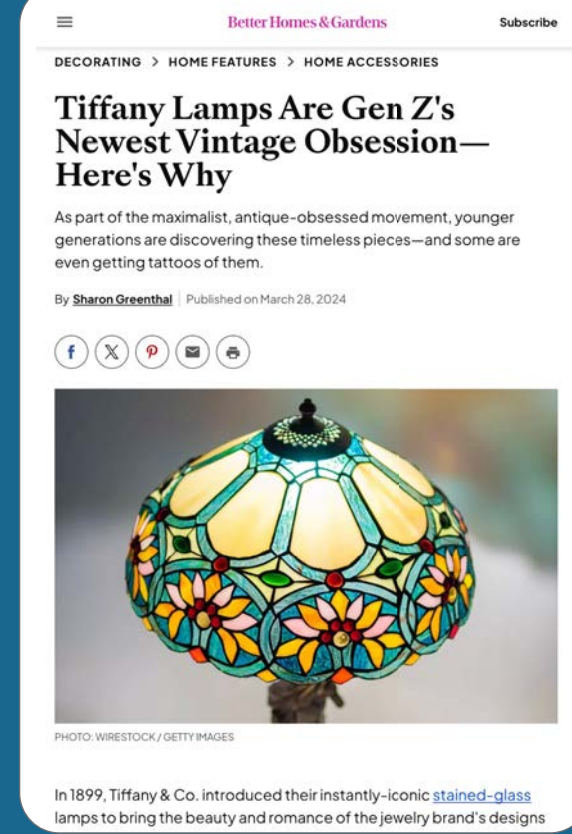 Better Homes & Gardens
Subscribe
DECORATING > HOME FEATURES > HOME ACCESSORIES
Tiffany Lamps Are Gen Z's
Newest Vintage Obsession—
Here's Why
As part of the maximalist, antique-obsessed movement, younger
generations are discovering these timeless pieces—and some are
even getting tattoos of them.
By Sharon Greenthal | Published on March 28, 2024
PHOTO: WIRESTOCK / GETTY IMAGES
In 1899, Tiffany & Co. introduced their instantly-iconic stained-glass
lamps to bring the beauty and romance of the jewelry brand's designs